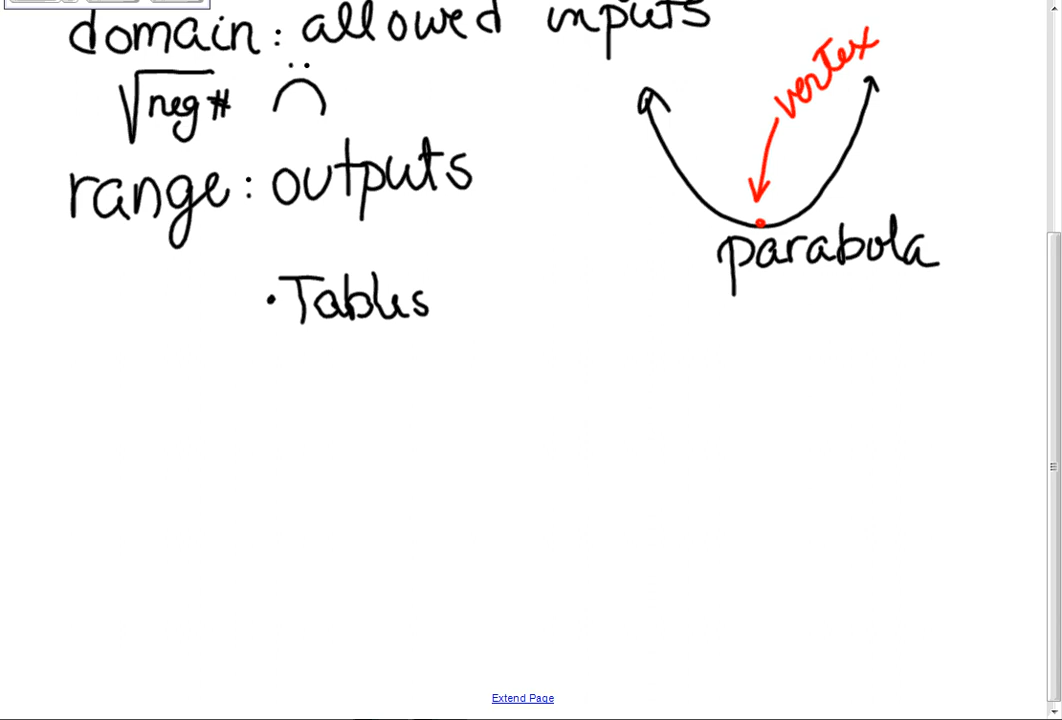 domain: allowed inputs
√neg #
range: outputs
• Tables
vertex
parabola
Extend Page